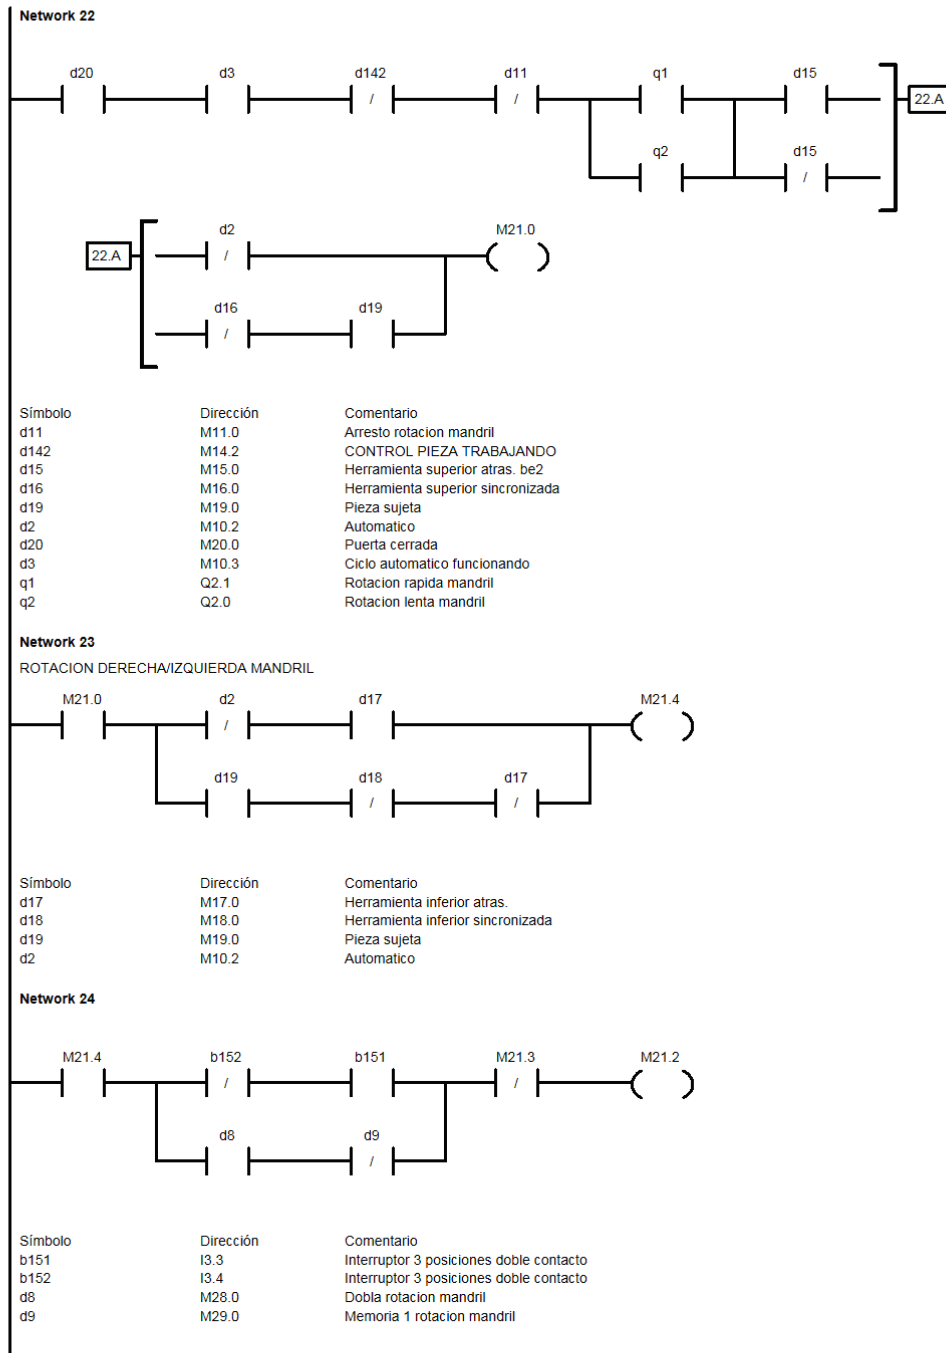 Network 22
d20 d3 d142 d11 q1 d15
/ / 22.A
q2 d15
/
d2 M21.0
22.A /
d16 d19
/
Símbolo Dirección Comentario
d11 M11.0 Arresto rotacion mandril
d142 M14.2 CONTROL PIEZA TRABAJANDO
d15 M15.0 Herramienta superior atras. be2
d16 M16.0 Herramienta superior sincronizada
d19 M19.0 Pieza sujeta
d2 M10.2 Automatico
d20 M20.0 Puerta cerrada
d3 M10.3 Ciclo automatico funcionando
q1 Q2.1 Rotacion rapida mandril
q2 Q2.0 Rotacion lenta mandril
Network 23
ROTACION DERECHA/IZQUIERDA MANDRIL
M21.0 d2 d17 M21.4
/
d19 d18 d17
/ /
Símbolo Dirección Comentario
d17 M17.0 Herramienta inferior atras.
d18 M18.0 Herramienta inferior sincronizada
d19 M19.0 Pieza sujeta
d2 M10.2 Automatico
Network 24
M21.4 b152 b151 M21.3 M21.2
/ /
d8 d9
/
Símbolo Dirección Comentario
b151 I3.3 Interruptor 3 posiciones doble contacto
b152 I3.4 Interruptor 3 posiciones doble contacto
d8 M28.0 Dobla rotacion mandril
d9 M29.0 Memoria 1 rotacion mandril